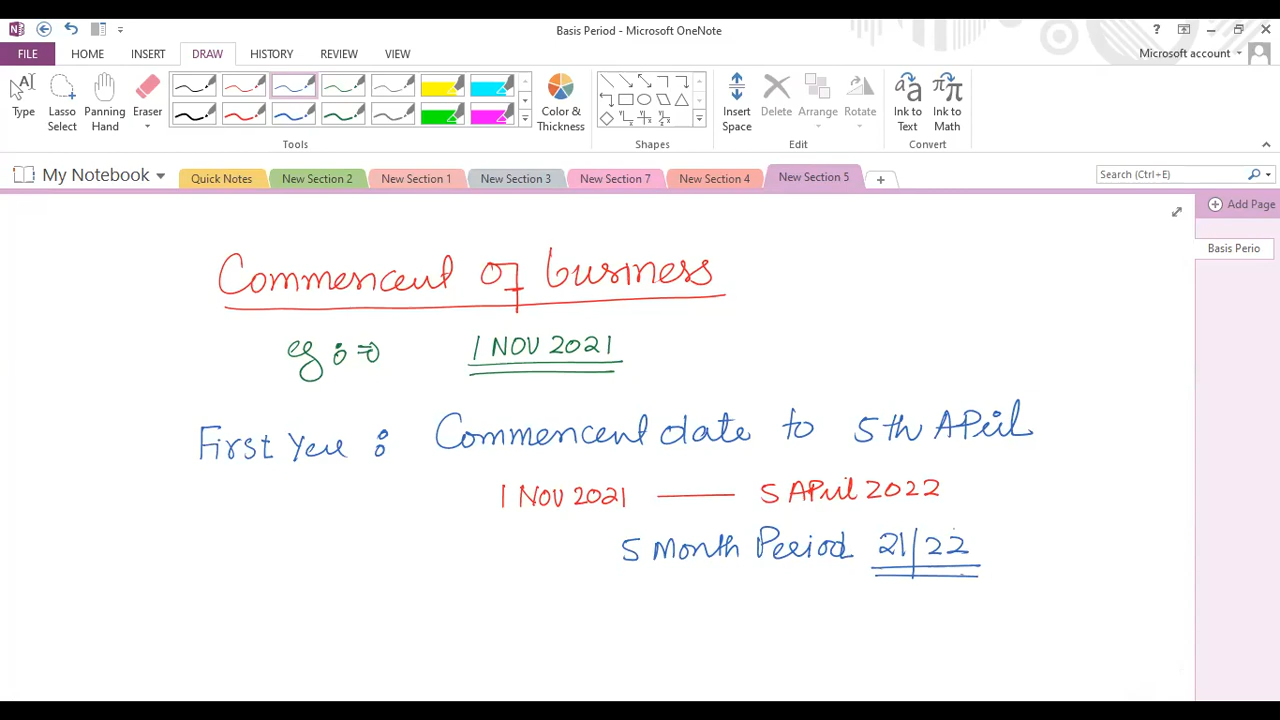 Basis Period - Microsoft OneNote
?
FILE HOME INSERT DRAW HISTORY REVIEW VIEW
Microsoft account
Type
Lasso Select
Panning Hand
Eraser
Color & Thickness
Insert Space
Delete
Arrange
Rotate
Ink to Text
Ink to Math
Tools
Shapes
Edit
Convert
My Notebook
Quick Notes New Section 2 New Section 1 New Section 3 New Section 7 New Section 4 New Section 5
Search (Ctrl+E)
Add Page
Basis Perio
Commencent of business
eg :⇒ 1 NOV 2021
First Yeer : Commencent date to 5th APril
1 NOV 2021 —— 5 APril 2022
5 Month Period 21/22